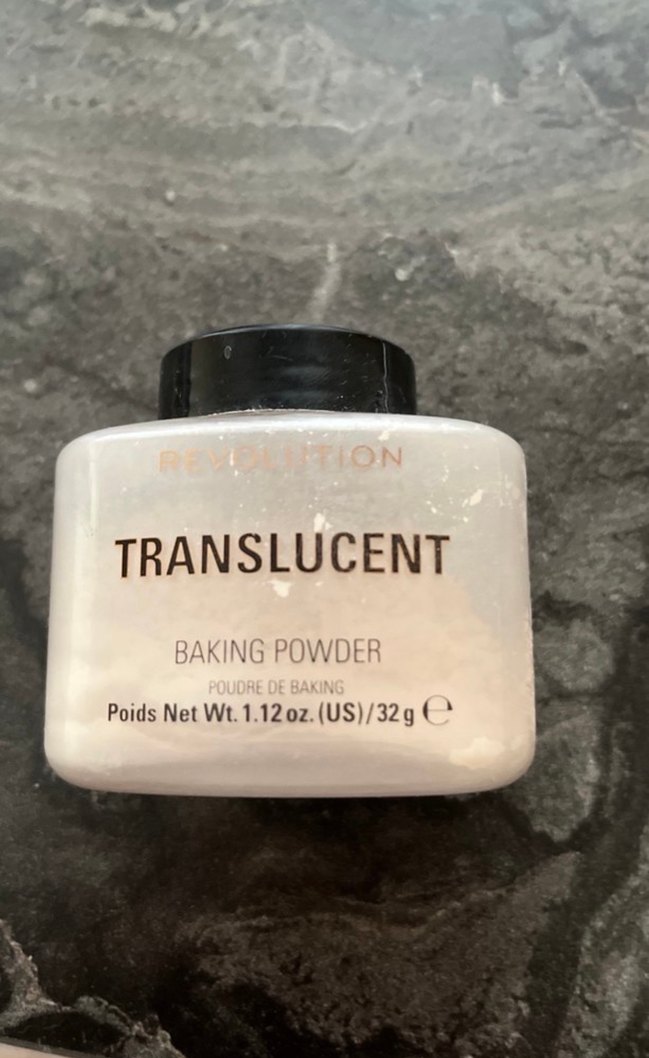 REVOLUTION
TRANSLUCENT
BAKING POWDER
POUDRE DE BAKING
Poids Net Wt. 1.12 oz. (US)/32 g ℮